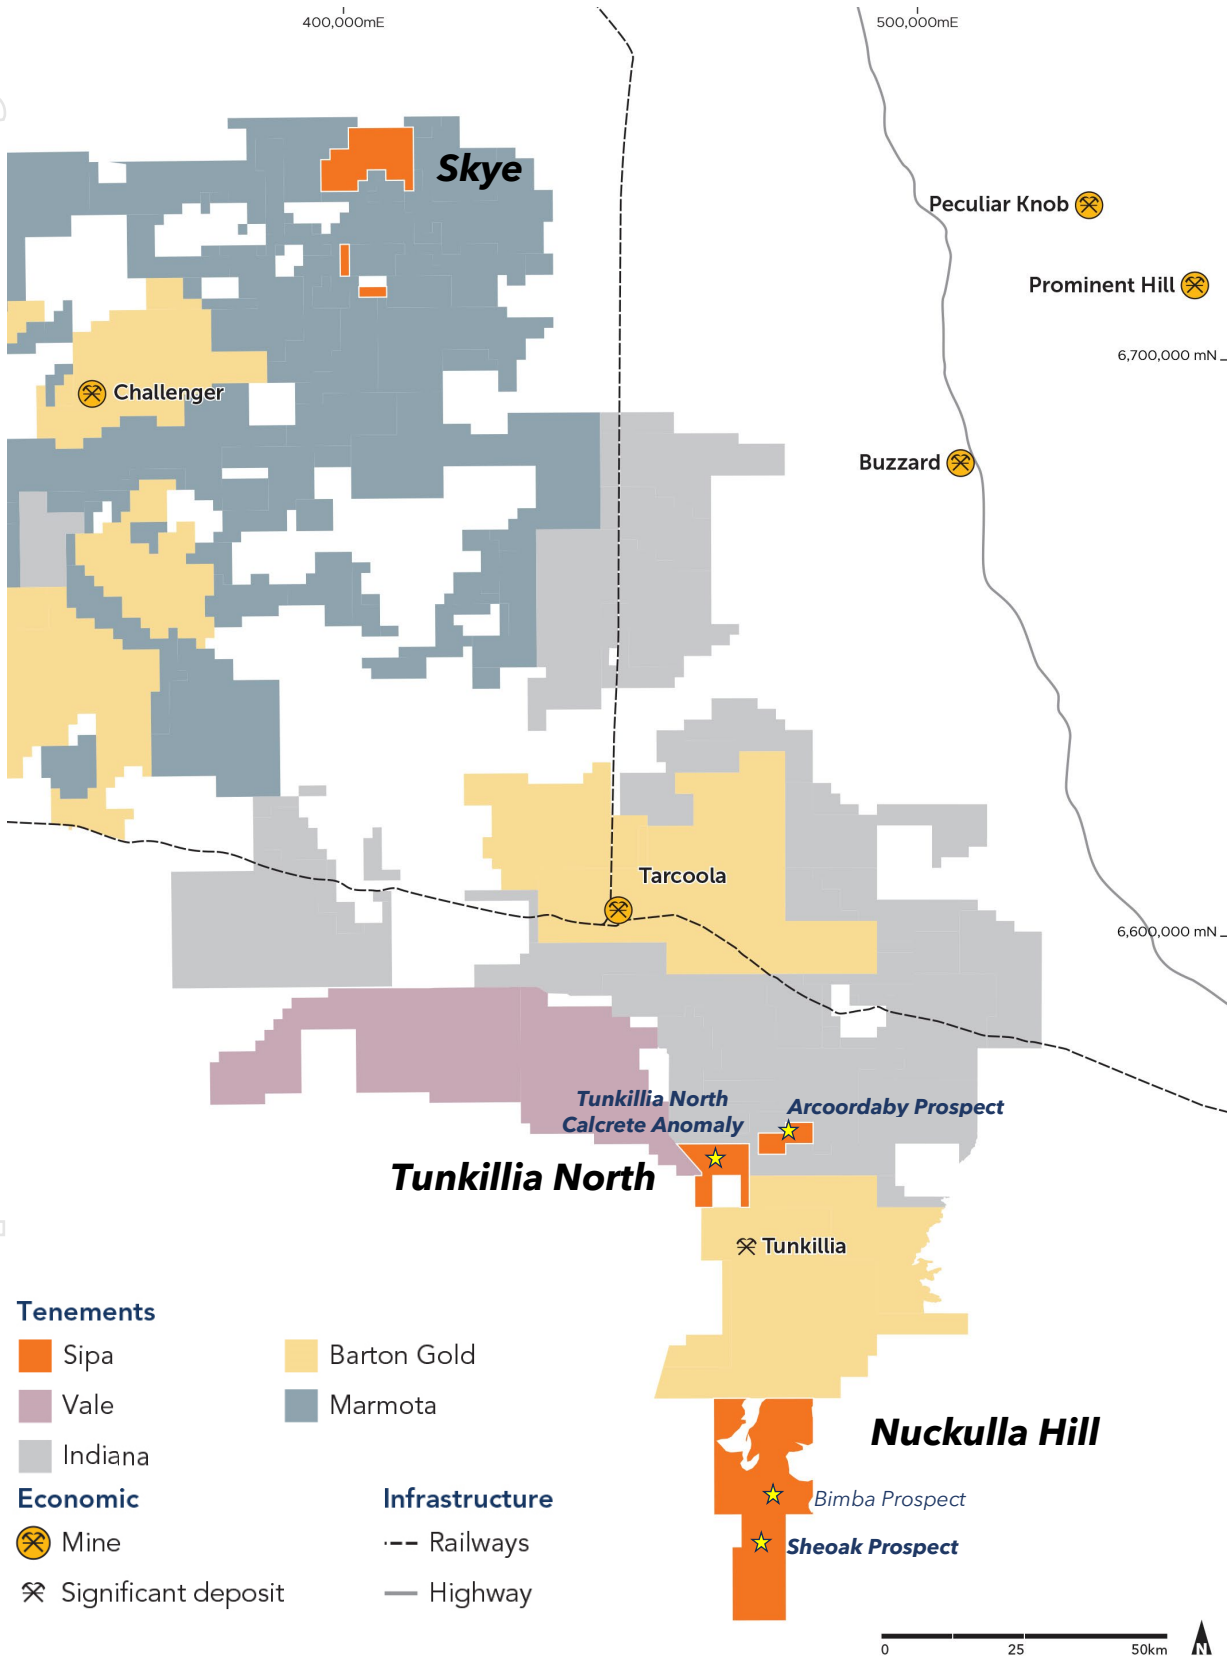 400,000mE
500,000mE
Skye
Peculiar Knob
Prominent Hill
6,700,000 mN
Challenger
Buzzard
Tarcoola
6,600,000 mN
Tunkillia North
Calcrete Anomaly
Arcoordaby Prospect
Tunkillia North
Tunkillia
Tenements
Sipa
Barton Gold
Vale
Marmota
Indiana
Nuckulla Hill
Economic
Infrastructure
Bimba Prospect
Mine
Railways
Sheoak Prospect
Significant deposit
Highway
0 25 50km
N